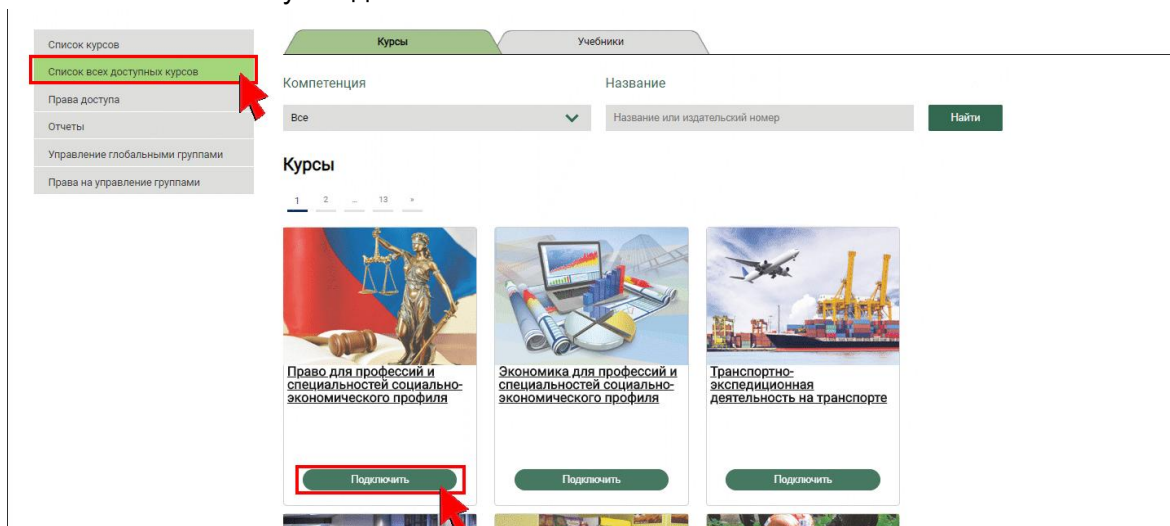 Список курсов
Список всех доступных курсов
Права доступа
Отчеты
Управление глобальными группами
Права на управление группами
Курсы
Учебники
Компетенция
Название
Все
Название или издательский номер
Найти
Курсы
1 2 ... 13 »
Право для профессий и
специальностей социально-
экономического профиля
Подключить
Экономика для профессий и
специальностей социально-
экономического профиля
Подключить
Транспортно-
экспедиционная
деятельность на транспорте
Подключить